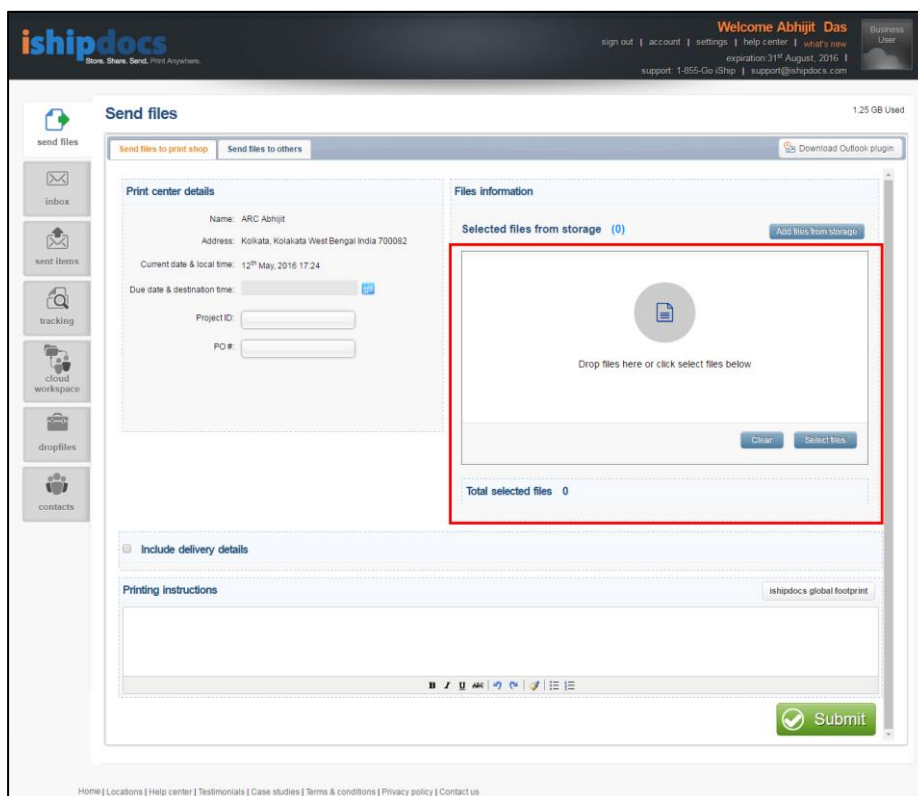 ishipdocs
Store. Share. Send. Print Anywhere.
Welcome Abhijit Das
sign out | account | settings | help center | what's new
expiration:31st August, 2016 |
support: 1-855-Go iShip | support@ishipdocs.com
Business
User
send files
inbox
sent items
tracking
cloud
workspace
dropfiles
contacts
Send files
1.25 GB Used
Send files to print shop
Send files to others
Download Outlook plugin
Print center details
Name: ARC Abhijit
Address: Kolkata, Kolakata West Bengal India 700082
Current date & local time: 12th May, 2016 17:24
Due date & destination time:
Project ID:
PO #:
Files information
Selected files from storage (0)
Add files from storage
Drop files here or click select files below
Clear
Select files
Total selected files 0
Include delivery details
Printing instructions
ishipdocs global footprint
B I U ABC
Submit
Home | Locations | Help center | Testimonials | Case studies | Terms & conditions | Privacy policy | Contact us